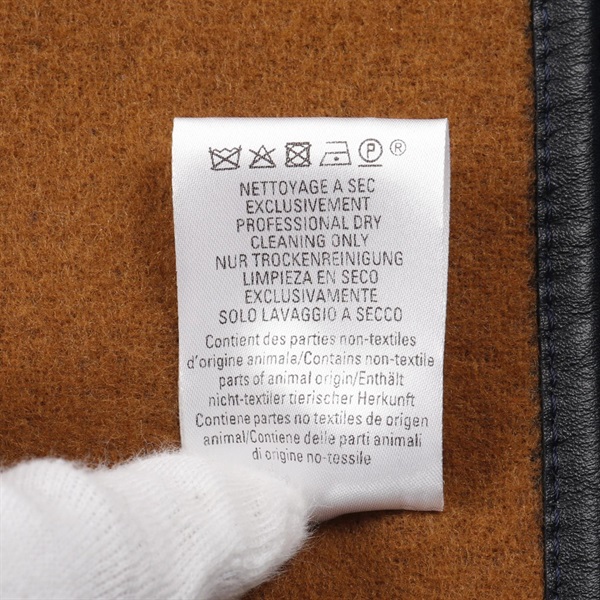 P ®
NETTOYAGE A SEC
EXCLUSIVEMENT
PROFESSIONAL DRY
CLEANING ONLY
NUR TROCKENREINIGUNG
LIMPIEZA EN SECO
EXCLUSIVAMENTE
SOLO LAVAGGIO A SECCO
Contient des parties non-textiles
d'origine animala/Contains non-textile
parts of animal origin/Enthält
nicht-textiler tierischer Herkunft
Contiene partes no textiles de origen
animal/Contiene delle parti animali
di origine no-tessile